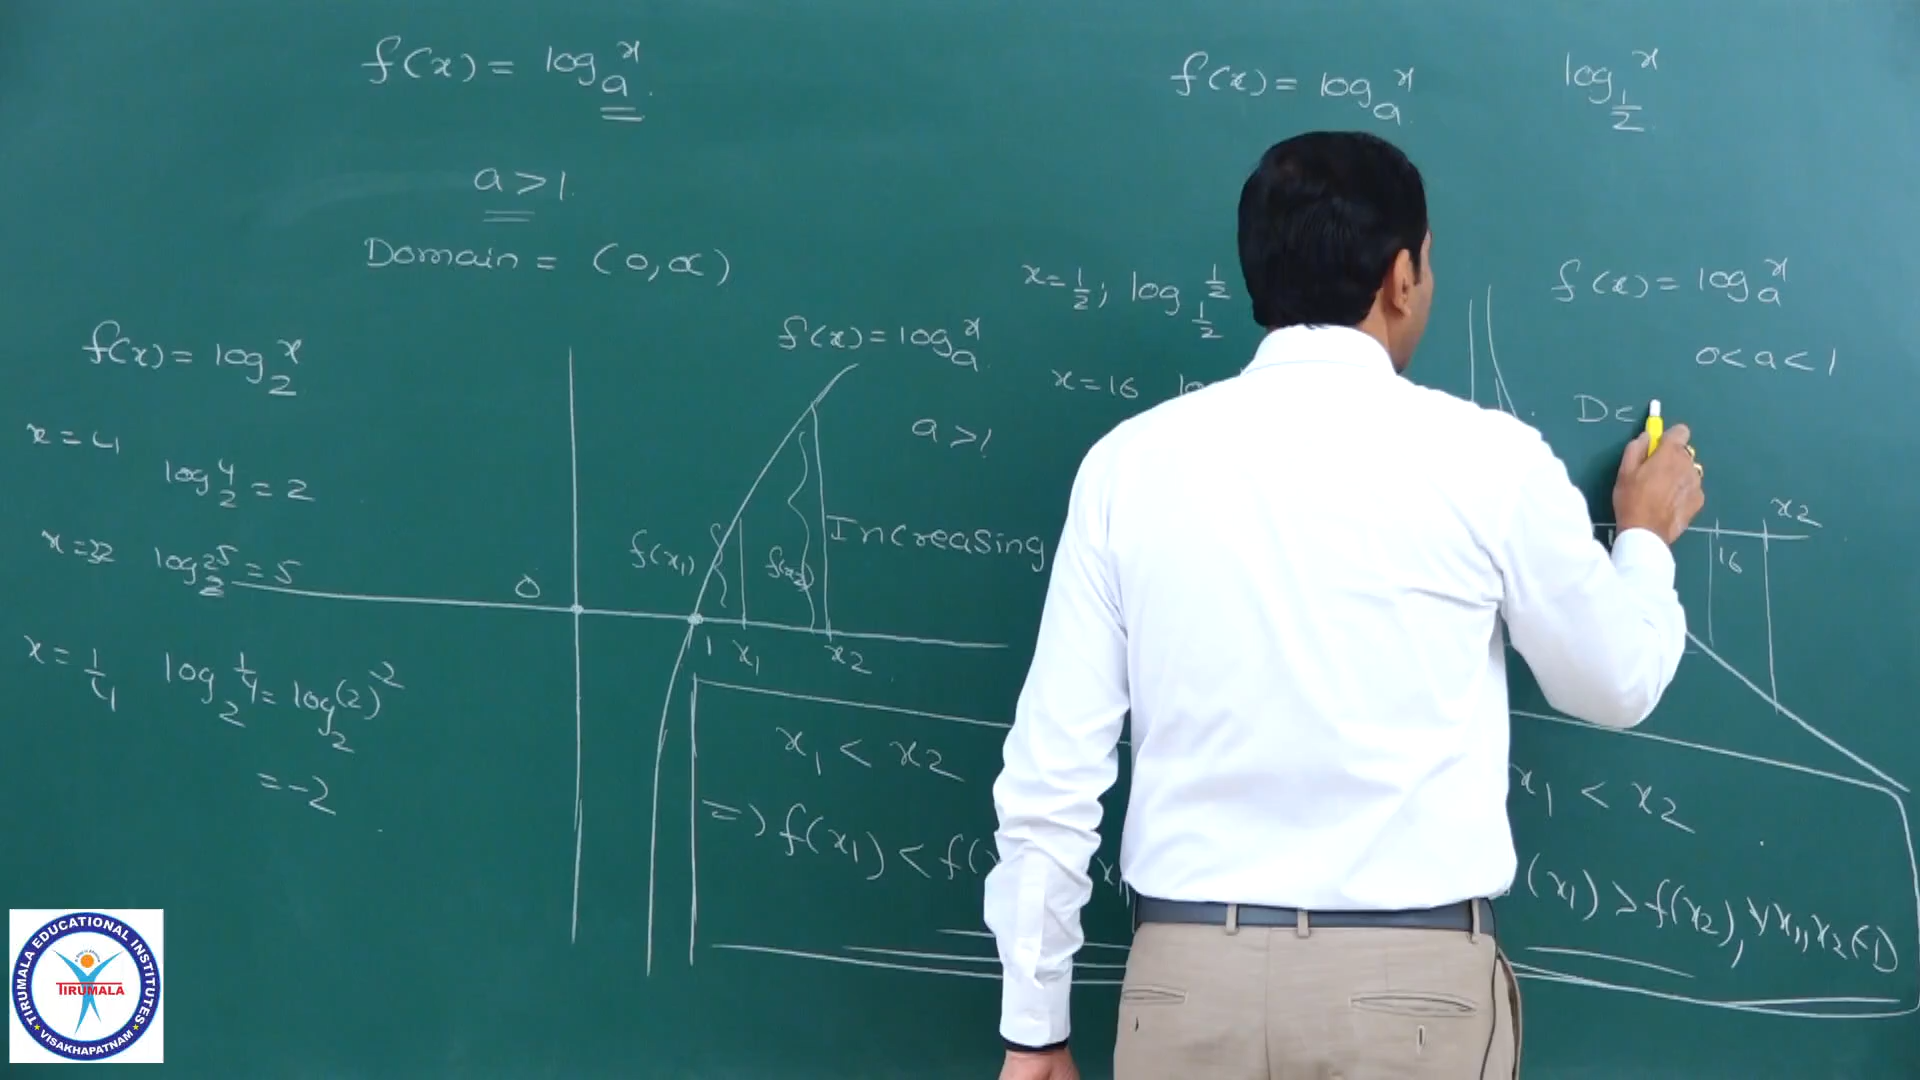 f(x) = log_a^x
a > 1
Domain = (0, ∝)
f(x) = log_2^x
x = 4
log_2^4 = 2
x = 32 log_2 2^5 = 5
x = 1/4 log_2^1/4 = log_2 (2)^-2
= -2
f(x) = log_a^x
a > 1
Increasing
f(x1)
f(x2)
0
1 x1 x2
x1 < x2
=> f(x1) < f(
f(x) = log_a^x
log_1/2^x
x = 1/2; log_1/2^1/2
x = 16
f(x) = log_a^x
0 < a < 1
De
x2
16
x1 < x2
(x1) > f(x2), ∀ x1, x2 ∈ D
TIRUMALA EDUCATIONAL INSTITUTES
TIRUMALA
VISAKHAPATNAM